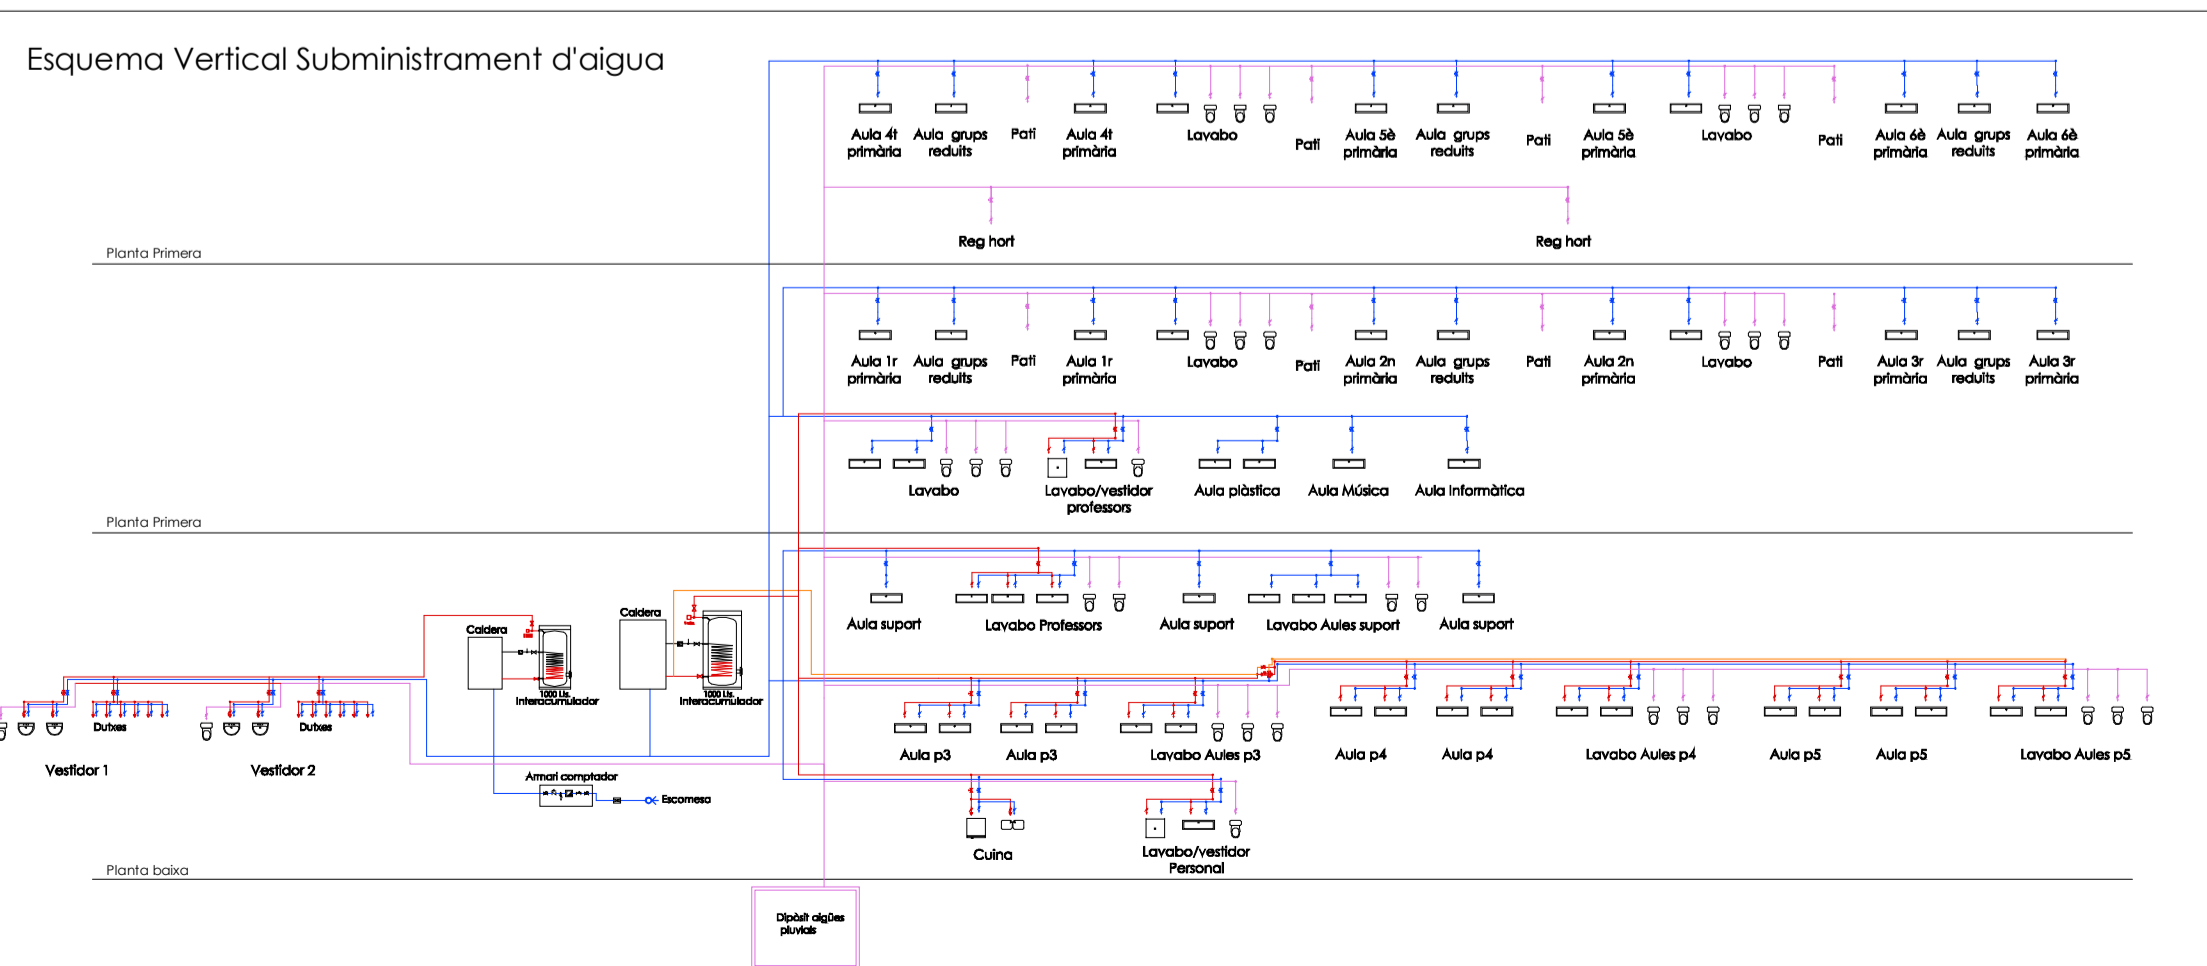 Esquema Vertical Subministrament d'aigua
Aula 4t
primària
Aula grups
reduïts
Pati
Aula 4t
primària
Lavabo
Pati
Aula 5è
primària
Aula grups
reduïts
Pati
Aula 5è
primària
Lavabo
Pati
Aula 6è
primària
Aula grups
reduïts
Aula 6è
primària
Reg hort
Reg hort
Planta Primera
Aula 1r
primària
Aula grups
reduïts
Pati
Aula 1r
primària
Lavabo
Pati
Aula 2n
primària
Aula grups
reduïts
Pati
Aula 2n
primària
Lavabo
Pati
Aula 3r
primària
Aula grups
reduïts
Aula 3r
primària
Lavabo
Lavabo/vestidor
professors
Aula plàstica
Aula Música
Aula Informàtica
Planta Primera
Aula suport
Lavabo Professors
Aula suport
Lavabo Aules suport
Aula suport
Caldera
1000 Lts.
Interacumulador
Caldera
1000 Lts.
Interacumulador
Dutxes
Dutxes
Vestidor 1
Vestidor 2
Aula p3
Aula p3
Lavabo Aules p3
Aula p4
Aula p4
Lavabo Aules p4
Aula p5
Aula p5
Lavabo Aules p5
Armari comptador
Escomesa
Cuina
Lavabo/vestidor
Personal
Planta baixa
Dipòsit aigües
pluvials